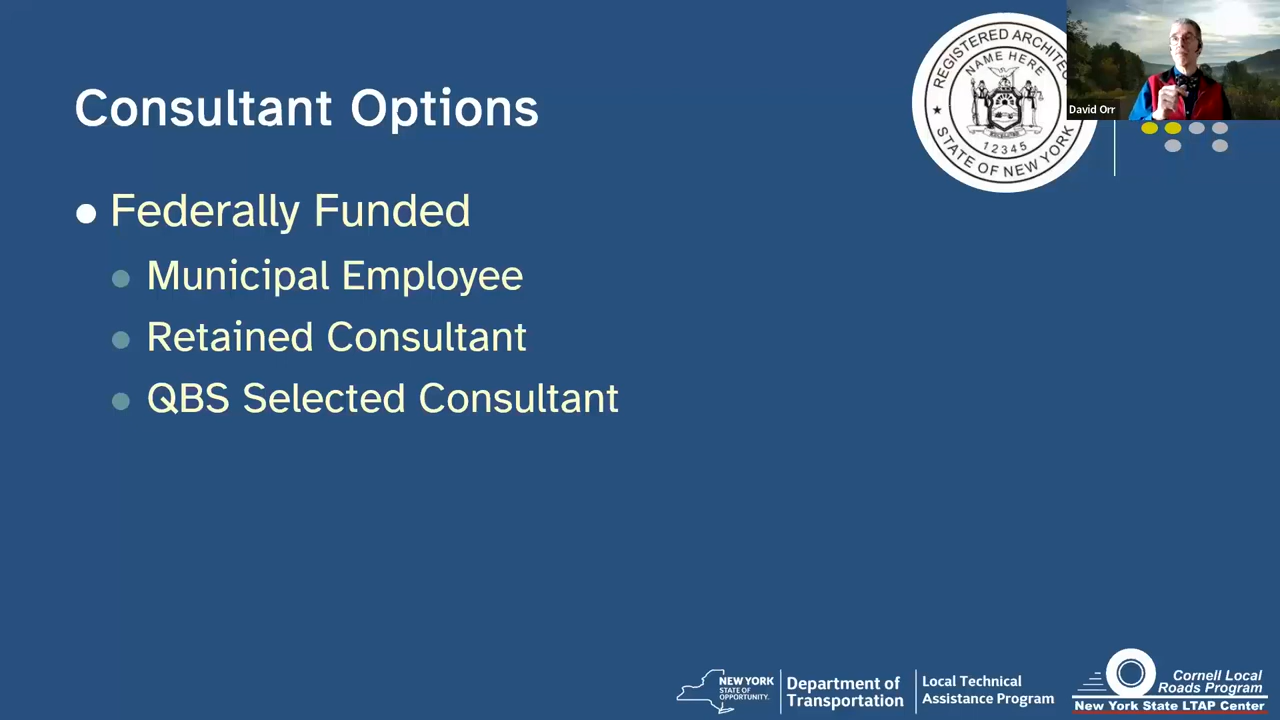 Consultant Options
Federally Funded
Municipal Employee
Retained Consultant
QBS Selected Consultant
REGISTERED ARCHITEC
NAME HERE
12345
STATE OF NEW YORK
David Orr
NEW YORK
STATE OF
OPPORTUNITY.
Department of
Transportation
Local Technical
Assistance Program
Cornell Local
Roads Program
New York State LTAP Center